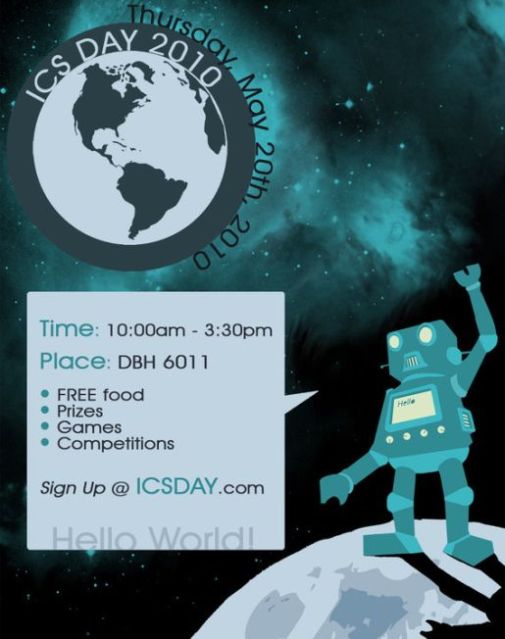 ICS DAY 2010
Thursday, May 20th, 2010
Time: 10:00am - 3:30pm
Place: DBH 6011
• FREE food
• Prizes
• Games
• Competitions
Sign Up @ ICSDAY.com
Hello World!
Hello